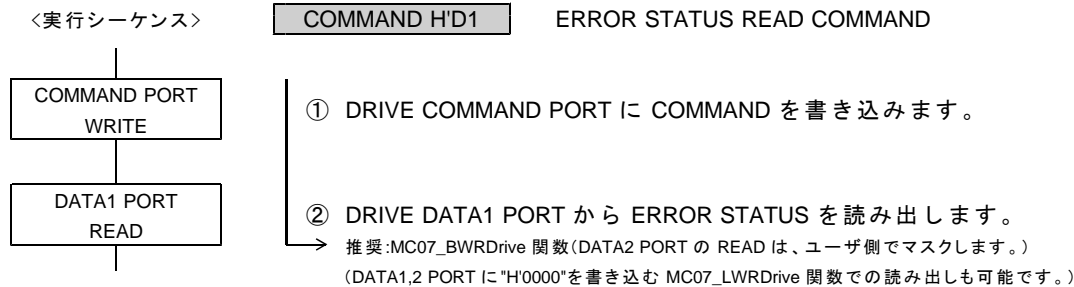 <実行シーケンス>
COMMAND H'D1 ERROR STATUS READ COMMAND
COMMAND PORT
WRITE
① DRIVE COMMAND PORT に COMMAND を書き込みます。
DATA1 PORT
READ
② DRIVE DATA1 PORT から ERROR STATUS を読み出します。
推奨:MC07_BWRDrive 関数(DATA2 PORT の READ は、ユーザ側でマスクします。)
(DATA1,2 PORT に"H'0000"を書き込む MC07_LWRDrive 関数での読み出しも可能です。)